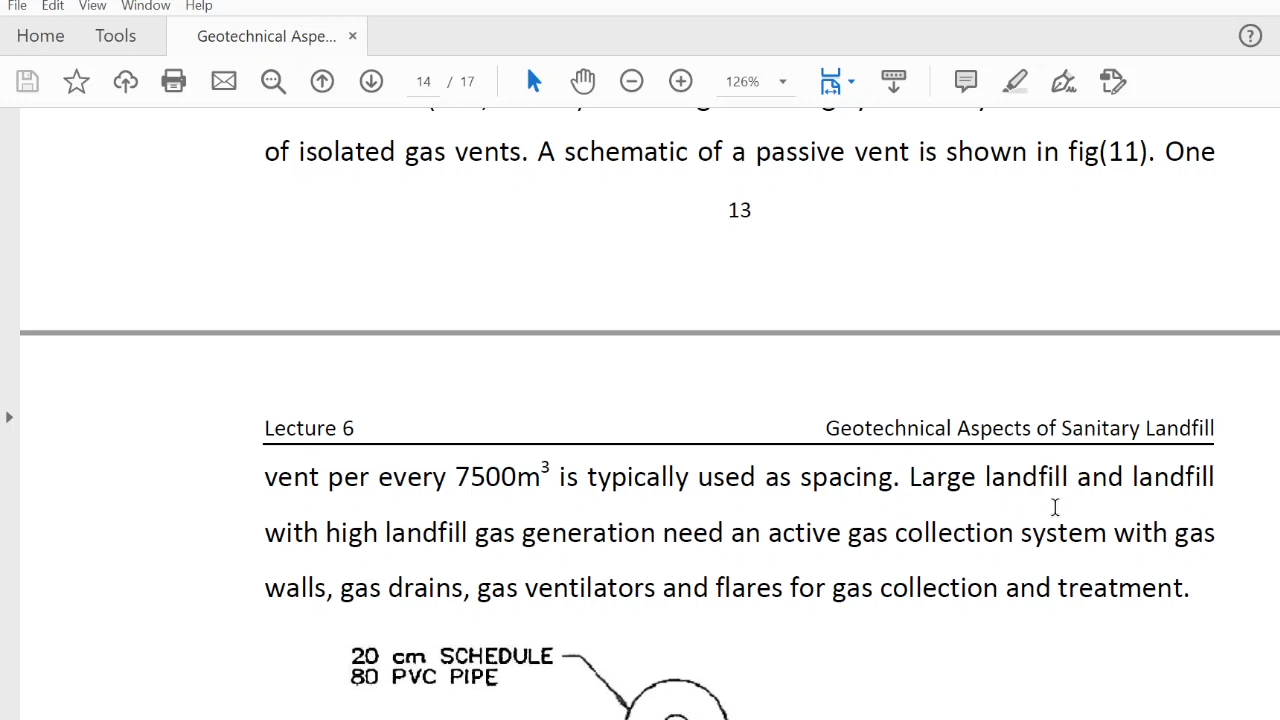 File Edit View Window Help
Home Tools Geotechnical Aspe... ×
14 / 17 126%
of isolated gas vents. A schematic of a passive vent is shown in fig(11). One
13
Lecture 6 Geotechnical Aspects of Sanitary Landfill
vent per every 7500m³ is typically used as spacing. Large landfill and landfill
with high landfill gas generation need an active gas collection system with gas
walls, gas drains, gas ventilators and flares for gas collection and treatment.
20 cm SCHEDULE
80 PVC PIPE